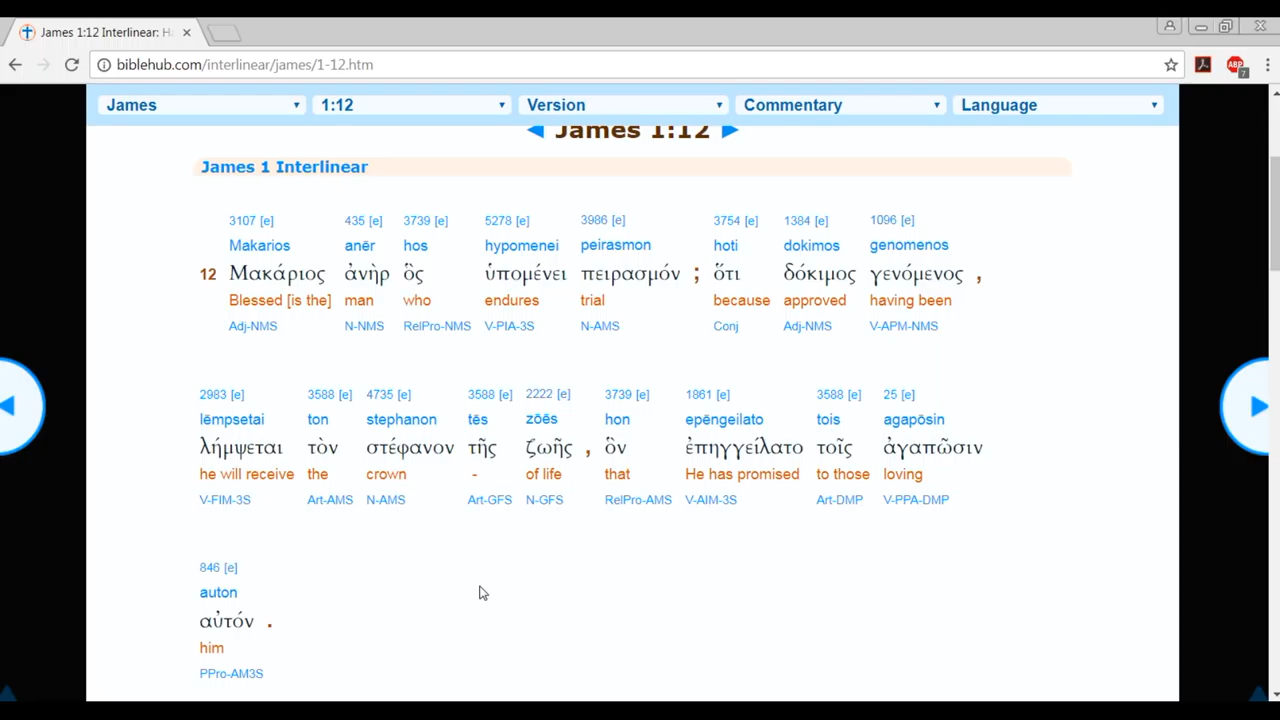 James 1:12 Interlinear: H
biblehub.com/interlinear/james/1-12.htm
ABP
7
James 1:12 Version Commentary Language
James 1:12
James 1 Interlinear
3107 [e] 435 [e] 3739 [e] 5278 [e] 3986 [e] 3754 [e] 1384 [e] 1096 [e]
Makarios anēr hos hypomenei peirasmon hoti dokimos genomenos
12 Μακάριος ἀνὴρ ὃς ὑπομένει πειρασμόν ; ὅτι δόκιμος γενόμενος ,
Blessed [is the] man who endures trial because approved having been
Adj-NMS N-NMS RelPro-NMS V-PIA-3S N-AMS Conj Adj-NMS V-APM-NMS
2983 [e] 3588 [e] 4735 [e] 3588 [e] 2222 [e] 3739 [e] 1861 [e] 3588 [e] 25 [e]
lēmpsetai ton stephanon tēs zōēs hon epēngeilato tois agapōsin
λήμψεται τὸν στέφανον τῆς ζωῆς , ὃν ἐπηγγείλατο τοῖς ἀγαπῶσιν
he will receive the crown - of life that He has promised to those loving
V-FIM-3S Art-AMS N-AMS Art-GFS N-GFS RelPro-AMS V-AIM-3S Art-DMP V-PPA-DMP
846 [e]
auton
αὐτόν .
him
PPro-AM3S